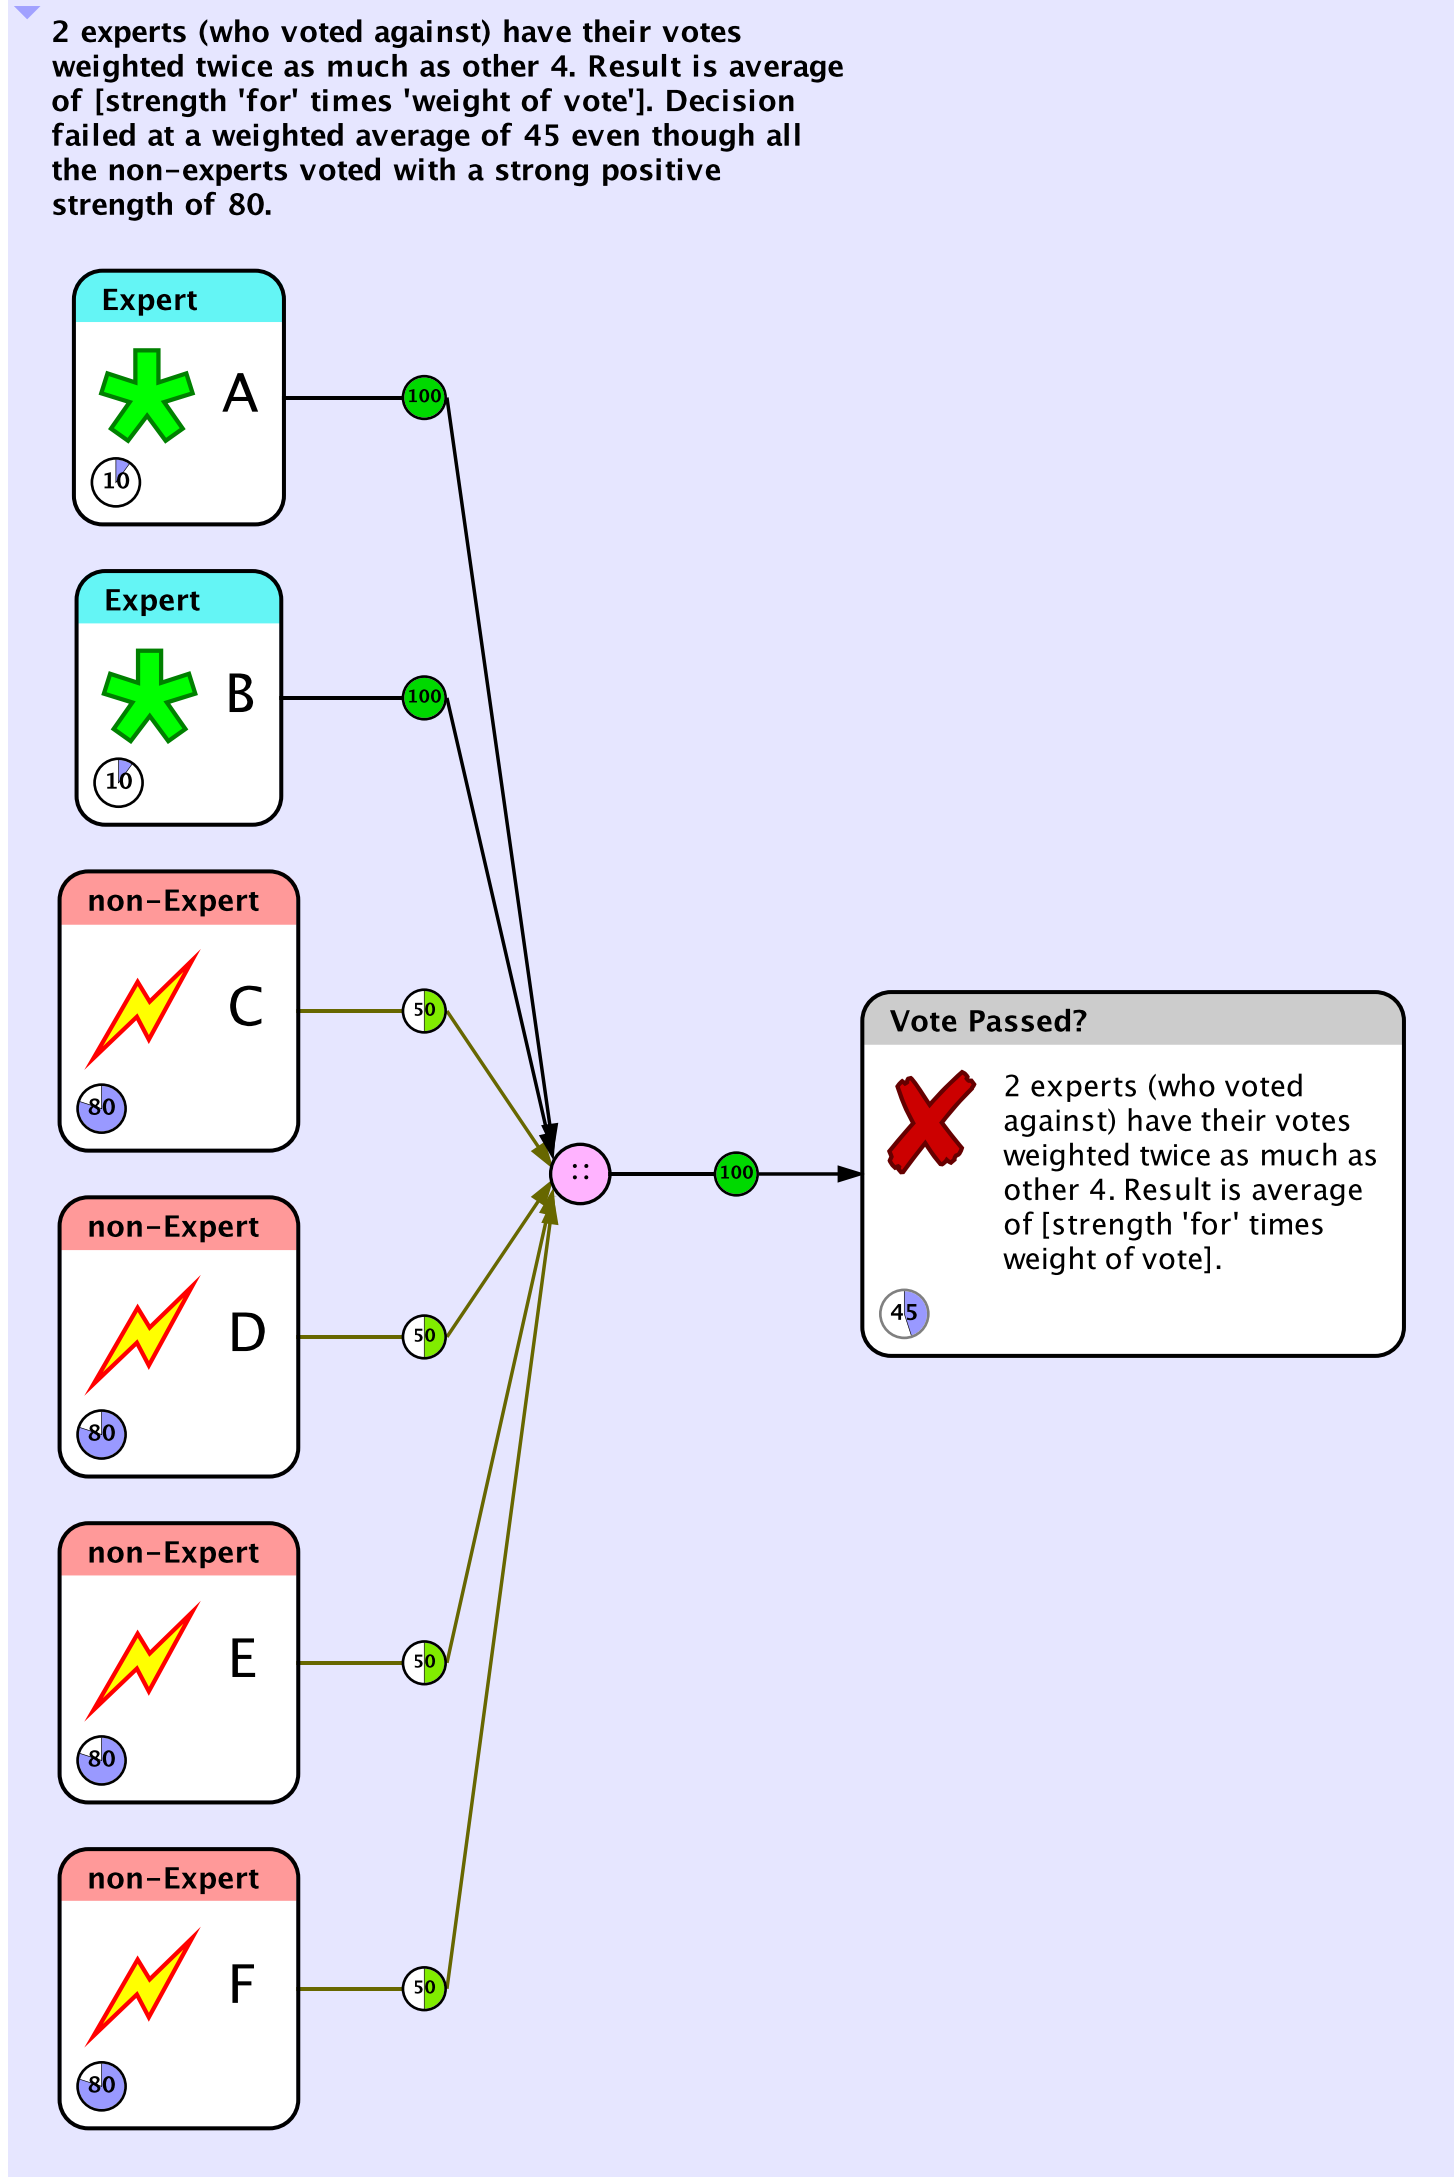 2 experts (who voted against) have their votes
weighted twice as much as other 4. Result is average
of [strength 'for' times 'weight of vote']. Decision
failed at a weighted average of 45 even though all
the non-experts voted with a strong positive
strength of 80.
Expert
A
100
10
Expert
B
100
10
non-Expert
C
50
80
non-Expert
D
50
80
non-Expert
E
50
80
non-Expert
F
50
80
::
100
Vote Passed?
2 experts (who voted
against) have their votes
weighted twice as much as
other 4. Result is average
of [strength 'for' times
weight of vote].
45